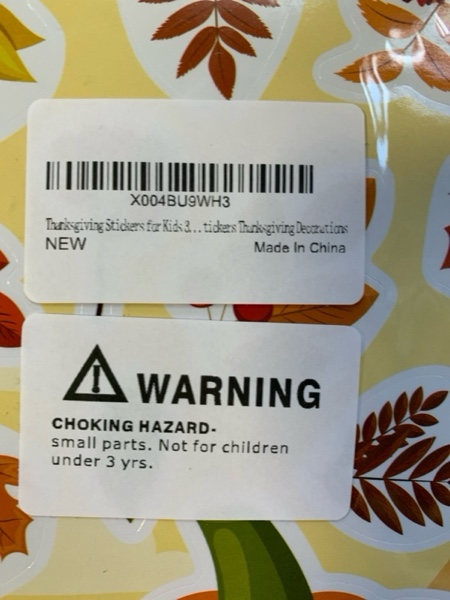 X004BU9WH3
Thanksgiving Stickers for Kids 3...tickers Thanksgiving Decorations
NEW
Made In China
WARNING
CHOKING HAZARD-
small parts. Not for children
under 3 yrs.